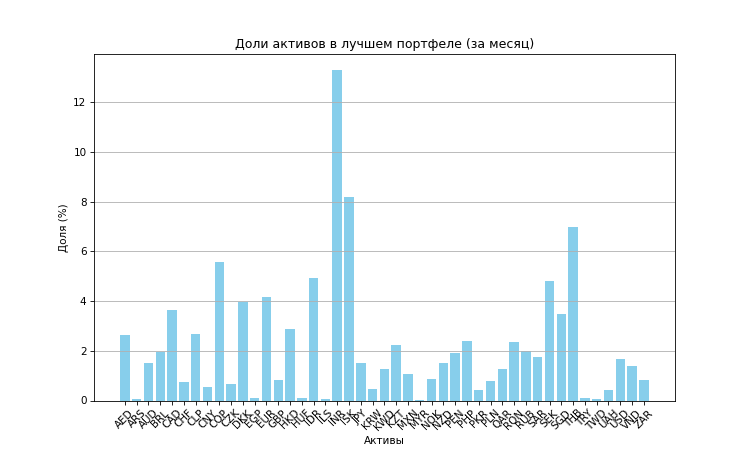 Доли активов в лучшем портфеле (за месяц)
Доля (%)
12
10
8
6
4
2
0
AED ARS AUD BRL CAD CHF CLP CNY COP CZK DKK EGP EUR GBP HKD HUF IDR ILS INR ISK JPY KRW KWD KZT MXN MYR NOK NZD PEN PHP PKR PLN QAR RON RUB SAR SEK SGD THB TRY TWD UAH USD VND ZAR
Активы